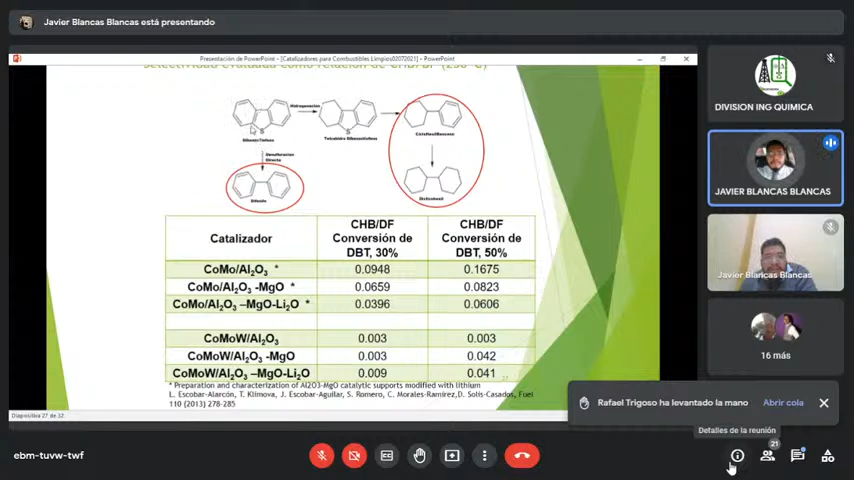 Javier Blancas Blancas está presentando
Presentación de PowerPoint - [Catalizadores para Combustibles Limpios02072021] - PowerPoint
Selectividad evaluada como relación de CHB/DF
Hidrogenación
Dibenzotiofeno
Tetrahidro Dibenzotiofeno
CicloHexilBenceno
Desulfuración
Directa
Difenilo
DiCiclohexil
Catalizador
CHB/DF
Conversión de
DBT, 30%
CHB/DF
Conversión de
DBT, 50%
CoMo/Al₂O₃ * 0.0948 0.1675
CoMo/Al₂O₃ -MgO * 0.0659 0.0823
CoMo/Al₂O₃ –MgO-Li₂O * 0.0396 0.0606
CoMoW/Al₂O₃ 0.003 0.003
CoMoW/Al₂O₃ -MgO 0.003 0.042
CoMoW/Al₂O₃ –MgO-Li₂O 0.009 0.041
* Preparation and characterization of Al2O3-MgO catalytic supports modified with lithium
L. Escobar-Alarcón, T. Klimova, J. Escobar-Aguilar, S. Romero, C. Morales-Ramírez,D. Solís-Casados, Fuel
110 (2013) 278-285
Diapositiva 27 de 32
DIVISION ING QUIMICA
JAVIER BLANCAS BLANCAS
Javier Blancas Blancas
16 más
Rafael Trigoso ha levantado la mano
Abrir cola
Detalles de la reunión
ebm-tuvw-twf
21